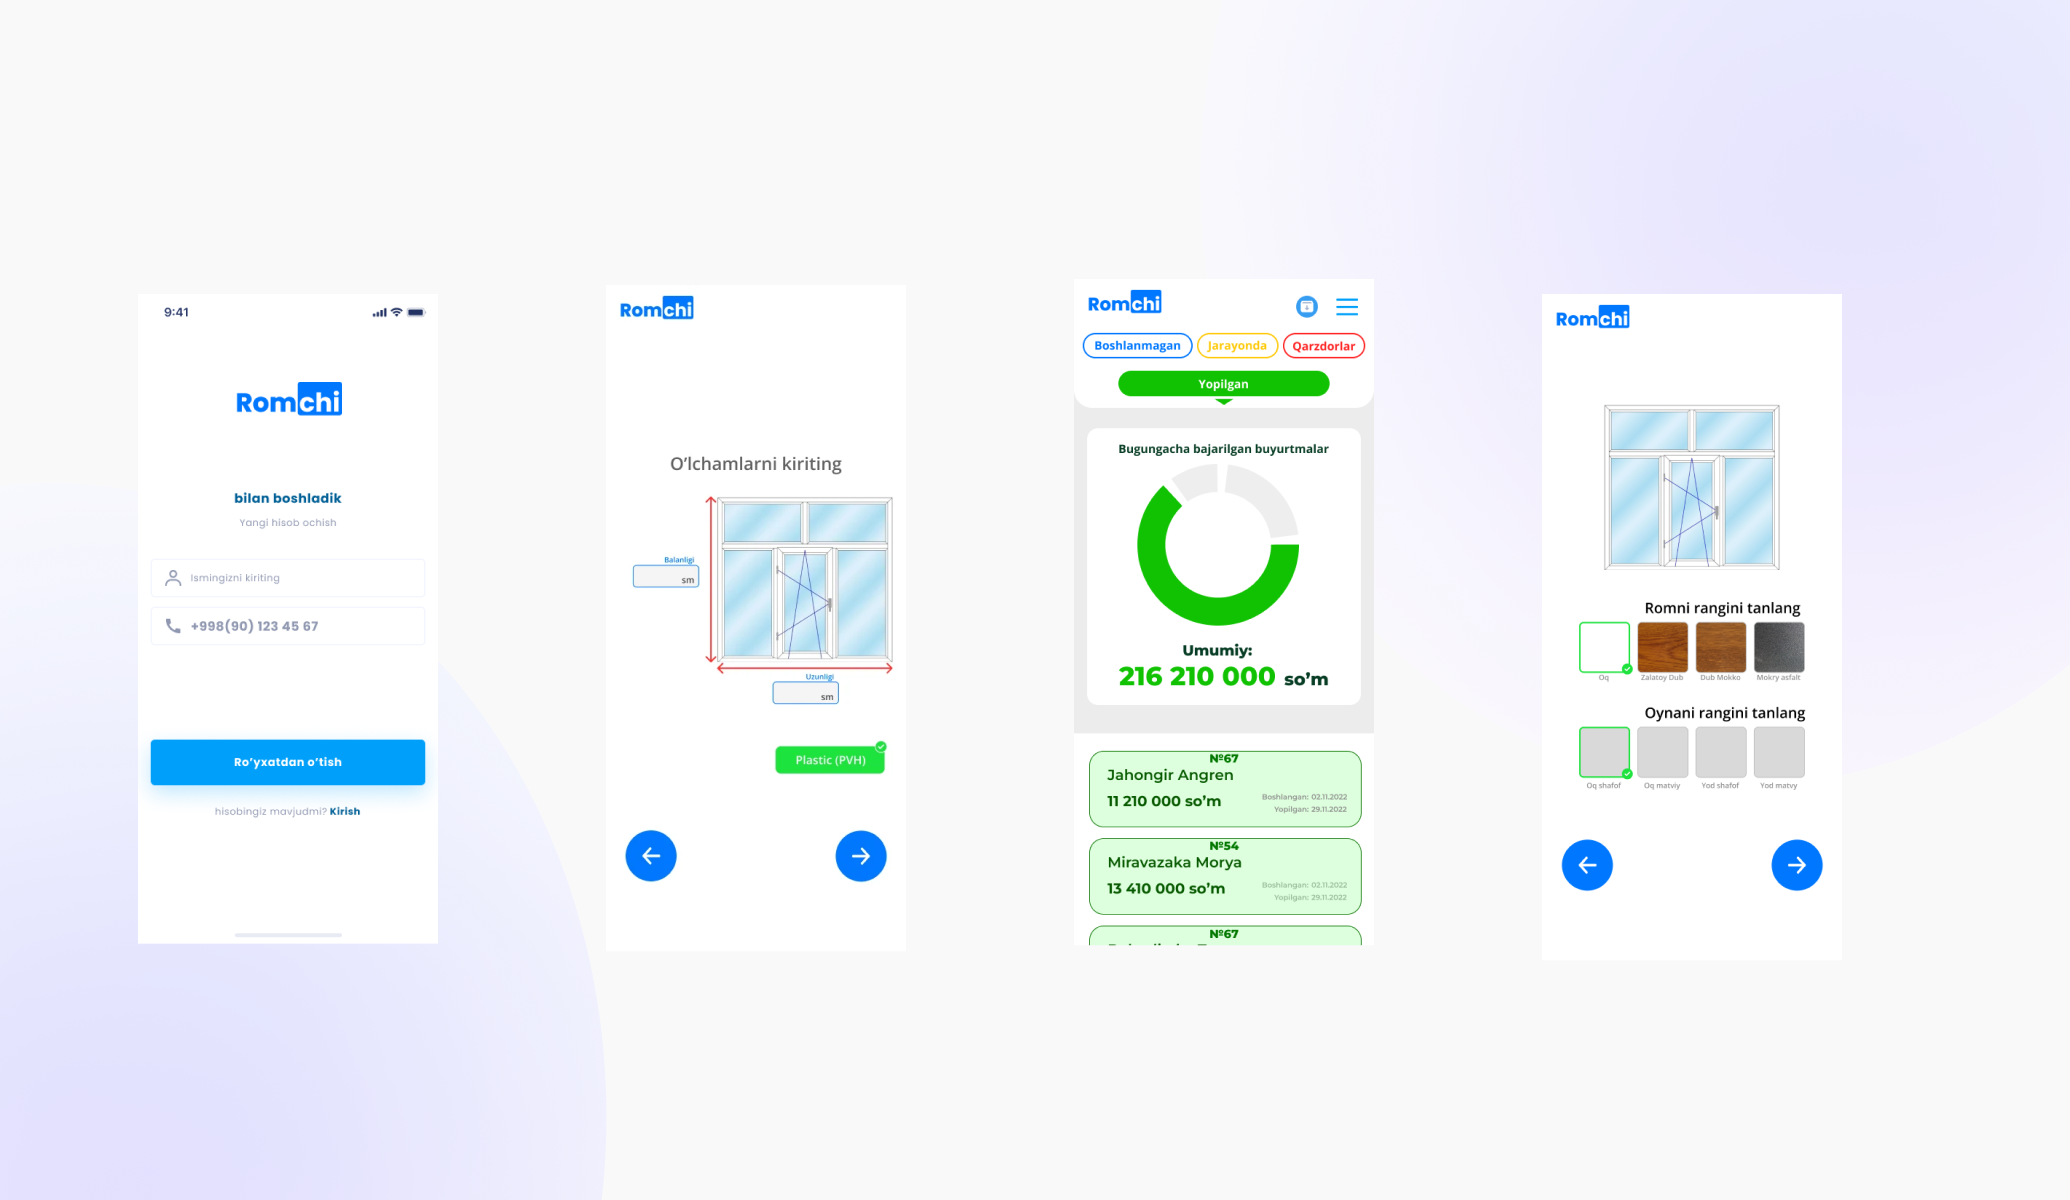 9:41
Romchi
bilan boshladik
Yangi hisob ochish
Ismingizni kiriting
+998(90) 123 45 67
Ro’yxatdan o’tish
hisobingiz mavjudmi? Kirish
Romchi
O’lchamlarni kiriting
Balanligi
sm
Uzunligi
sm
Plastic (PVH)
Romchi
Boshlanmagan Jarayonda Qarzdorlar
Yopilgan
Bugungacha bajarilgan buyurtmalar
Umumiy:
216 210 000 so’m
№67
Jahongir Angren
11 210 000 so’m
Boshlangan: 02.11.2022
Yopilgan: 29.11.2022
№54
Miravazaka Morya
13 410 000 so’m
Boshlangan: 02.11.2022
Yopilgan: 29.11.2022
№67
Romchi
Romni rangini tanlang
Oq Zalatoy Dub Dub Mokko Mokry asfalt
Oynani rangini tanlang
Oq shafof Oq matviy Yod shafof Yod matvy